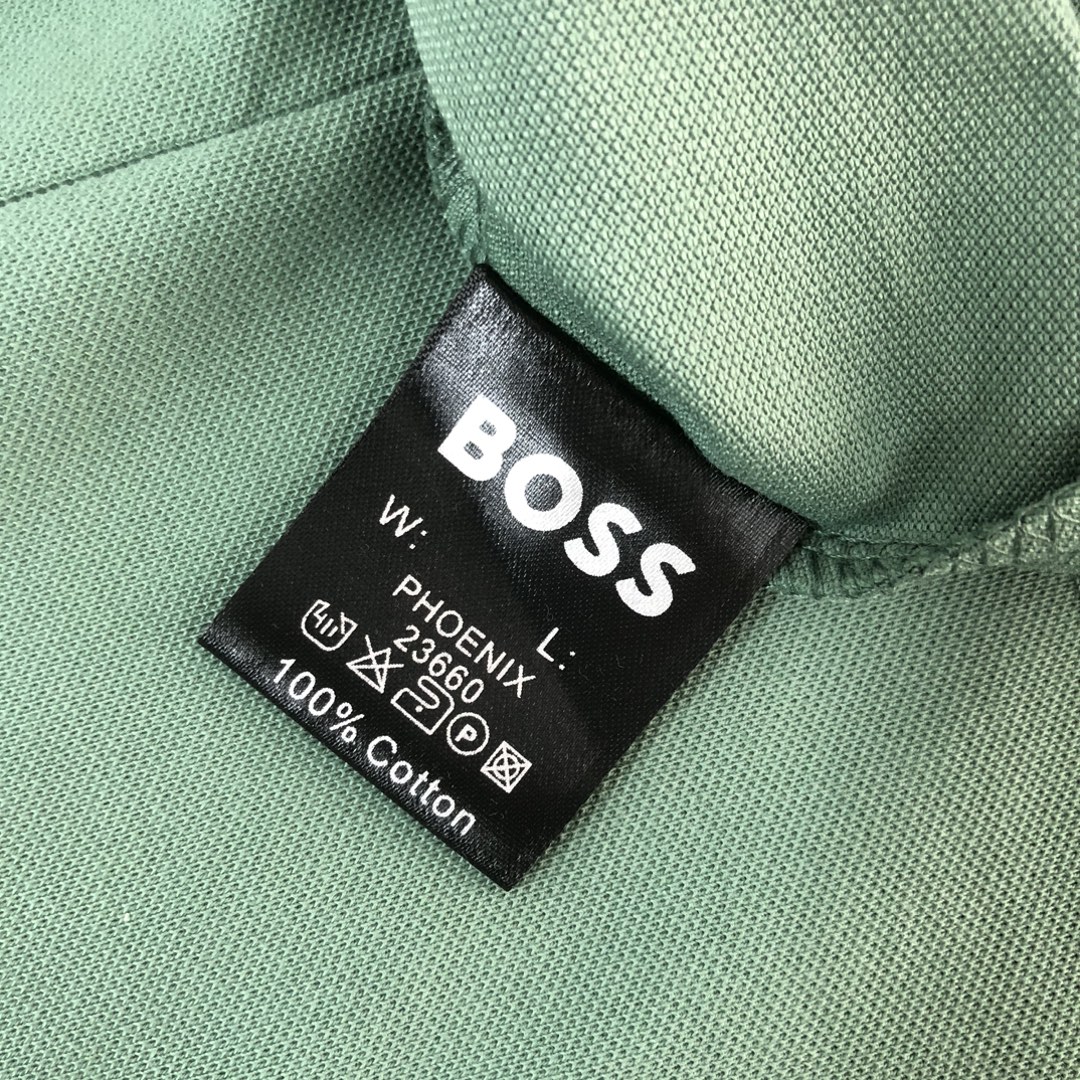 BOSS
W: L:
PHOENIX
23660
P
100% Cotton